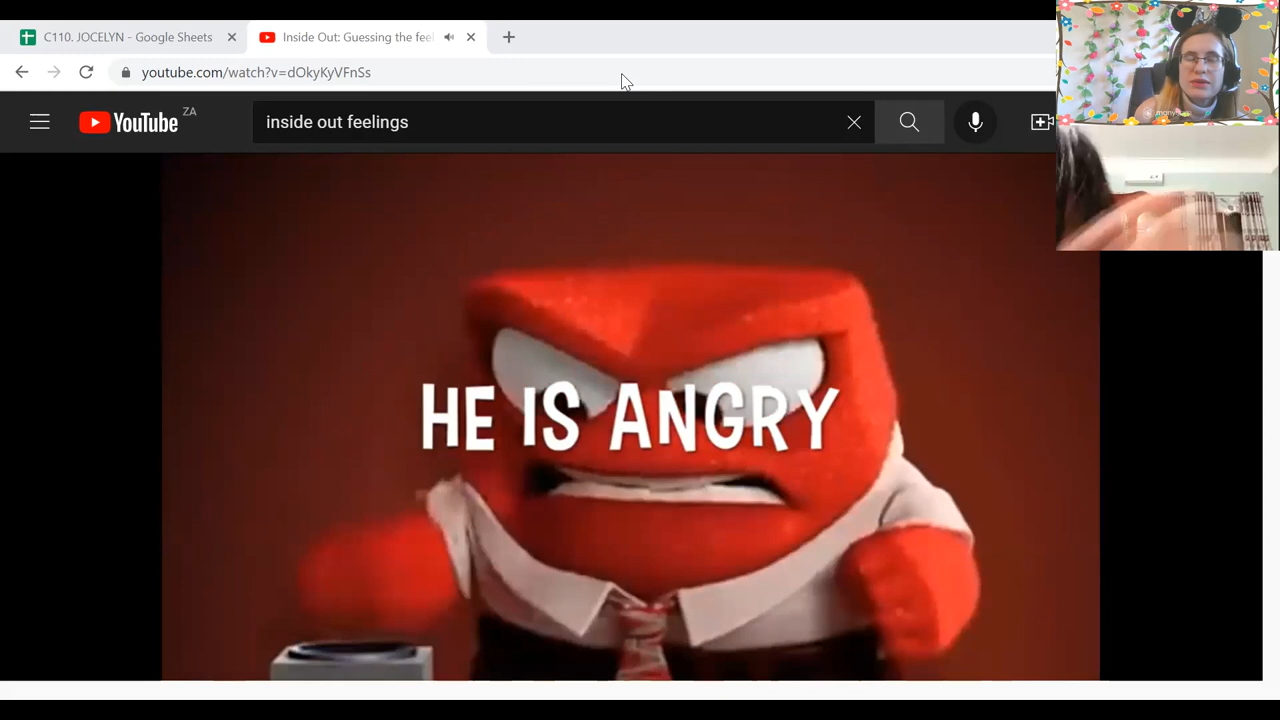 C110. JOCELYN - Google Sheets
Inside Out: Guessing the feel
youtube.com/watch?v=dOkyKyVFnSs
YouTube ZA
inside out feelings
HE IS ANGRY